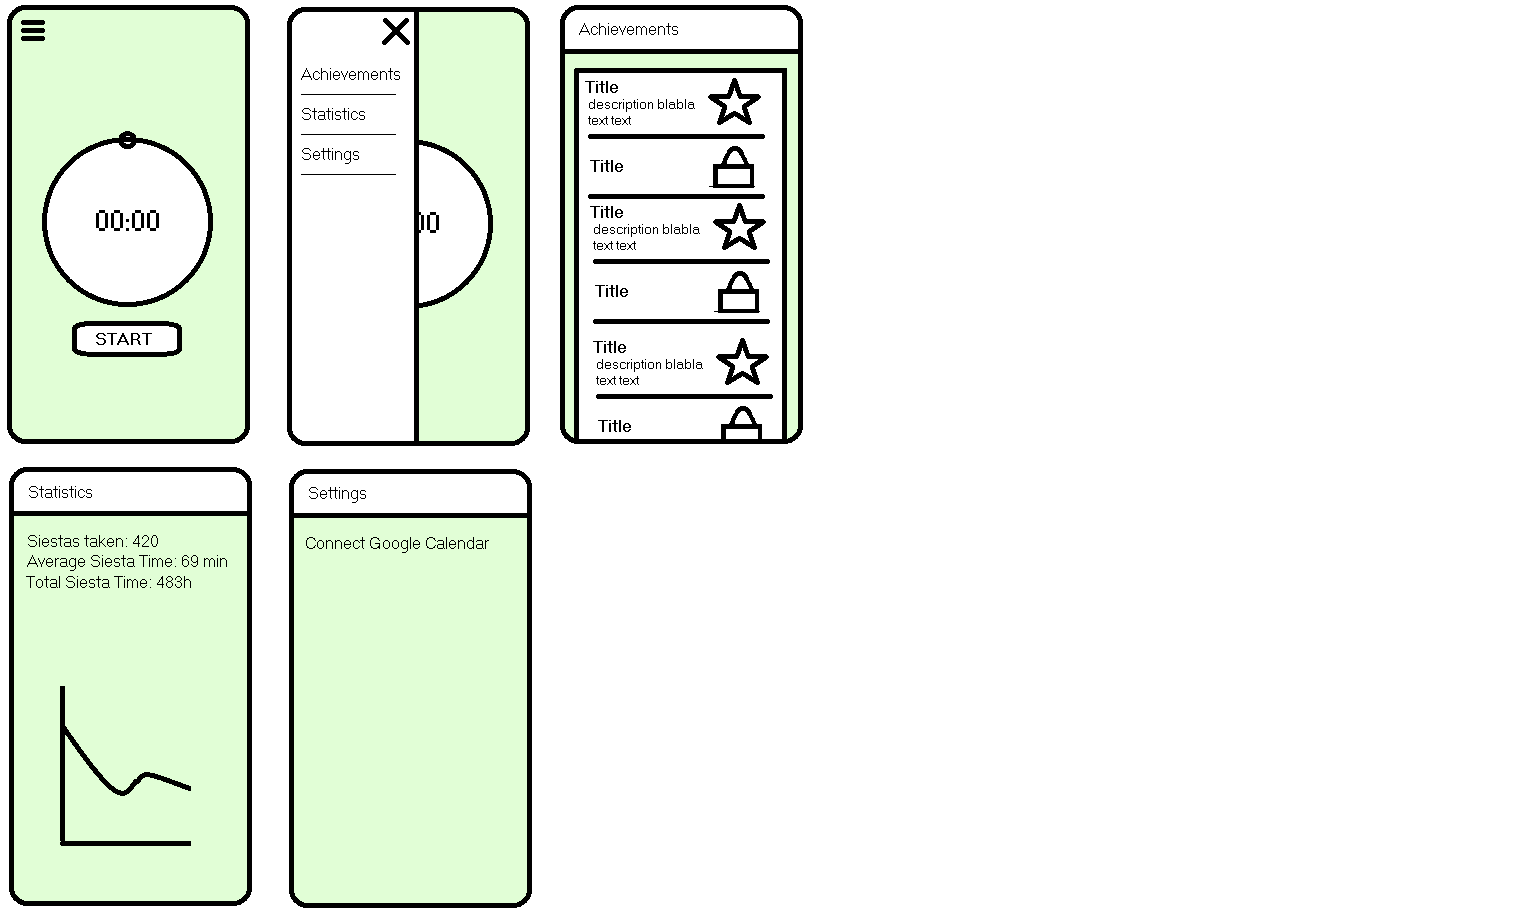 00:00
START
Achievements
Statistics
Settings
00
Achievements
Title
description blabla
text text
Title
Title
description blabla
text text
Title
Title
description blabla
text text
Title
Statistics
Siestas taken: 420
Average Siesta Time: 69 min
Total Siesta Time: 483h
Settings
Connect Google Calendar